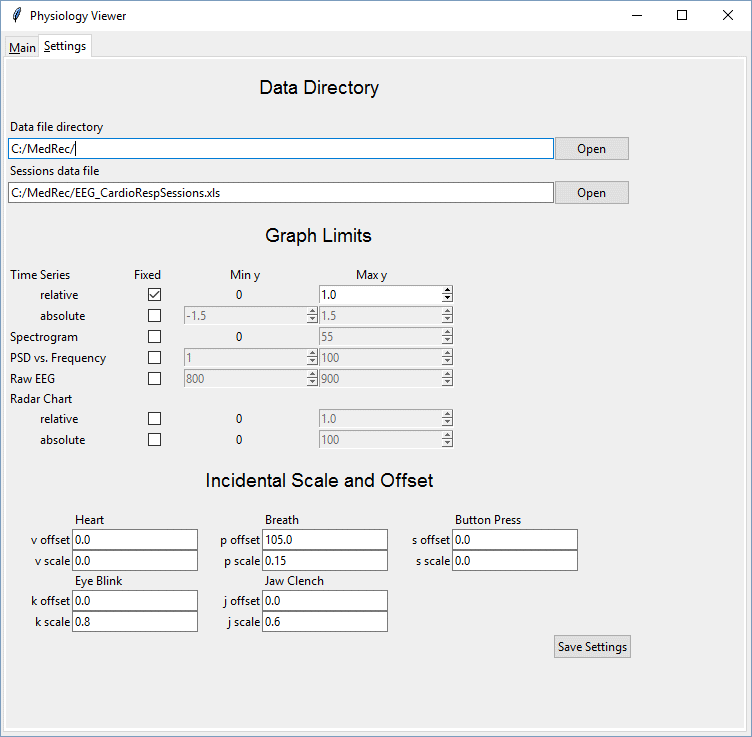 Physiology Viewer
Main Settings
Data Directory
Data file directory
C:/MedRec/ Open
Sessions data file
C:/MedRec/EEG_CardioRespSessions.xls Open
Graph Limits
Time Series Fixed Min y Max y
relative 0 1.0
absolute -1.5 1.5
Spectrogram 0 55
PSD vs. Frequency 1 100
Raw EEG 800 900
Radar Chart
relative 0 1.0
absolute 0 100
Incidental Scale and Offset
Heart Breath Button Press
v offset 0.0 p offset 105.0 s offset 0.0
v scale 0.0 p scale 0.15 s scale 0.0
Eye Blink Jaw Clench
k offset 0.0 j offset 0.0
k scale 0.8 j scale 0.6
Save Settings